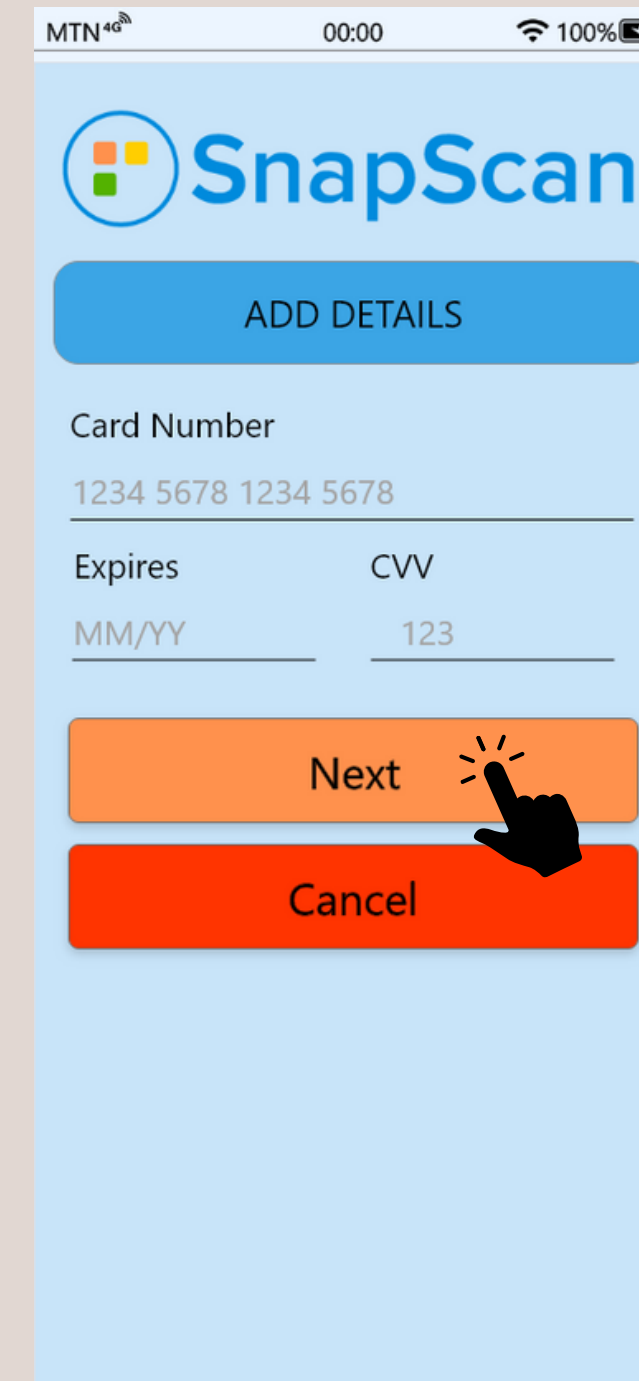 MTN 4G 00:00 100%
SnapScan
ADD DETAILS
Card Number
1234 5678 1234 5678
Expires CVV
MM/YY 123
Next
Cancel